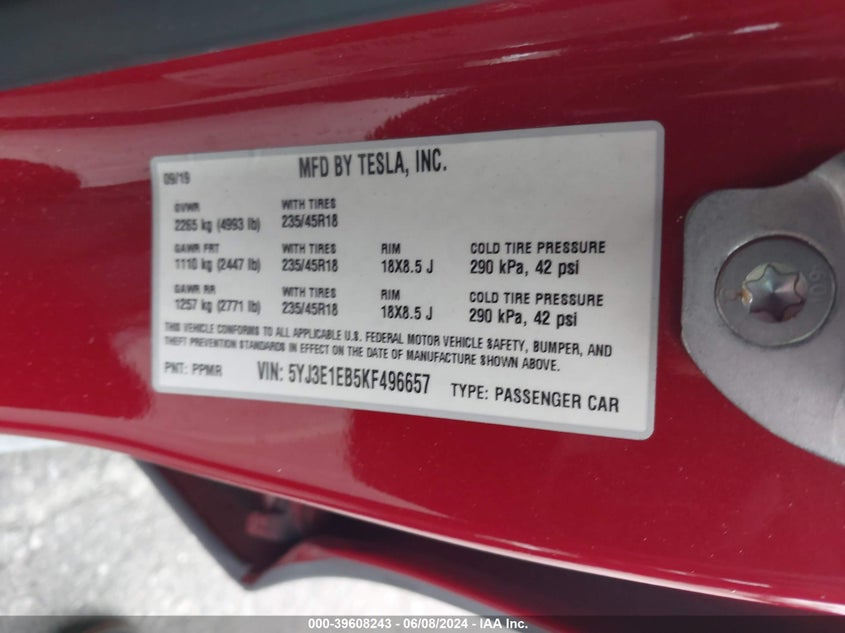 09/19 MFD BY TESLA, INC.
GVWR WITH TIRES
2265 kg (4993 lb) 235/45R18
GAWR FRT WITH TIRES RIM COLD TIRE PRESSURE
1110 kg (2447 lb) 235/45R18 18X8.5 J 290 kPa, 42 psi
GAWR RR WITH TIRES RIM COLD TIRE PRESSURE
1257 kg (2771 lb) 235/45R18 18X8.5 J 290 kPa, 42 psi
THIS VEHICLE CONFORMS TO ALL APPLICABLE U.S. FEDERAL MOTOR VEHICLE SAFETY, BUMPER, AND
THEFT PREVENTION STANDARDS IN EFFECT ON THE DATE OF MANUFACTURE SHOWN ABOVE.
PNT: PPMR VIN: 5YJ3E1EB5KF496657 TYPE: PASSENGER CAR
000-39608243 - 06/08/2024 - IAA Inc.